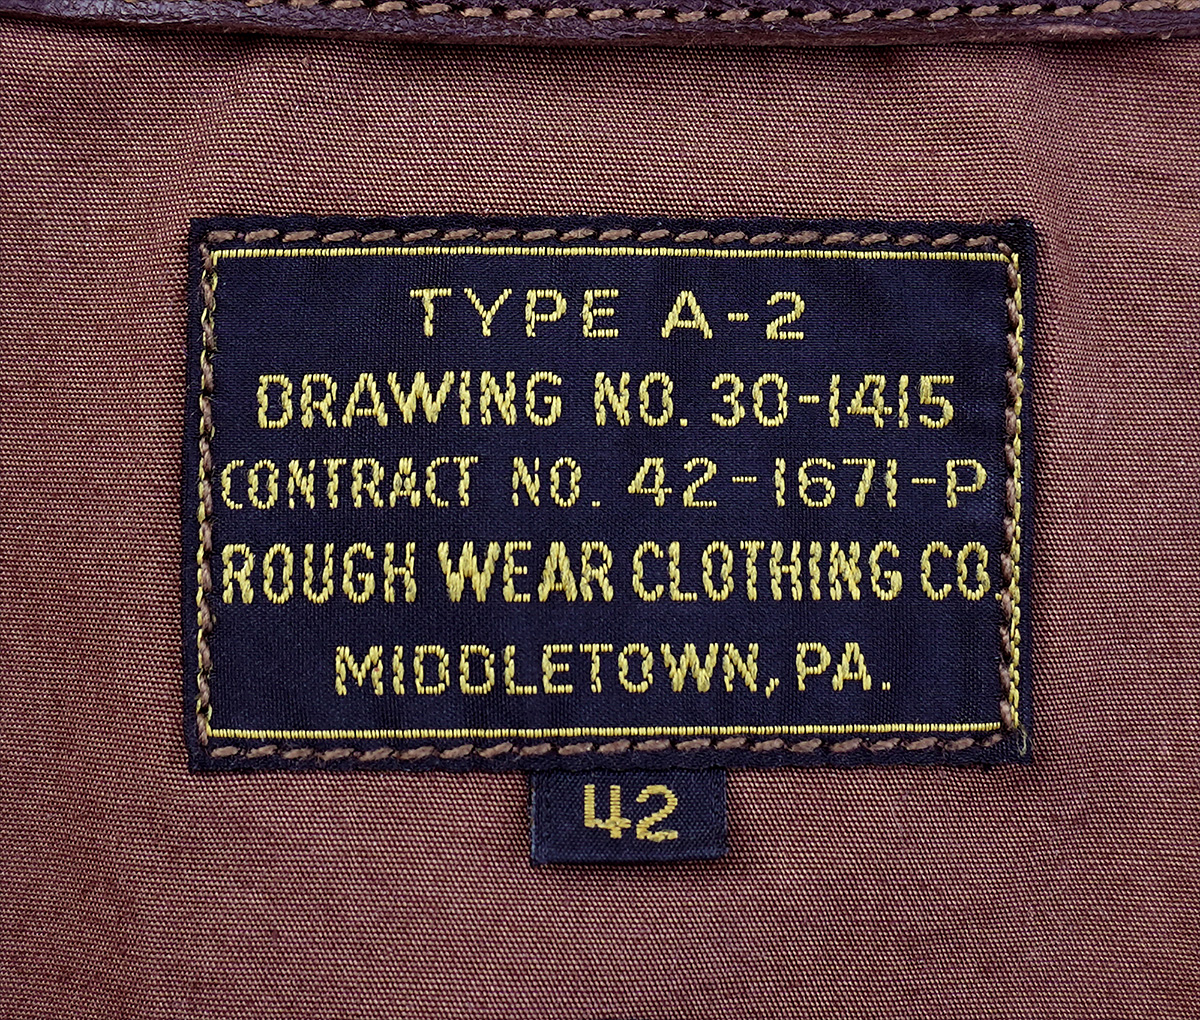 TYPE A-2
DRAWING NO. 30-1415
CONTRACT NO. 42-1671-P
ROUGH WEAR CLOTHING CO
MIDDLETOWN, PA.
42